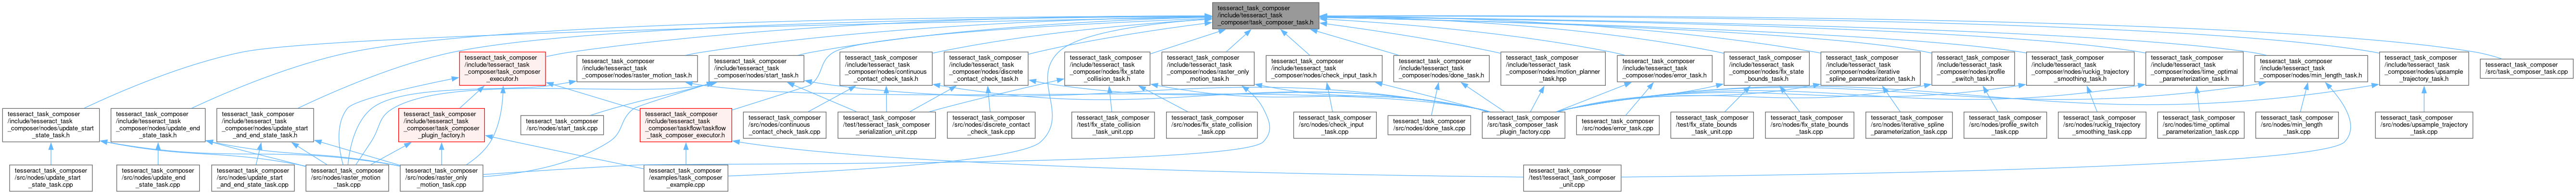 tesseract_task_composer
/include/tesseract_task
_composer/task_composer_task.h
tesseract_task_composer
/include/tesseract_task
_composer/task_composer
_executor.h
tesseract_task_composer
/include/tesseract_task
_composer/nodes/raster_motion_task.h
tesseract_task_composer
/include/tesseract_task
_composer/nodes/start_task.h
tesseract_task_composer
/include/tesseract_task
_composer/nodes/continuous
_contact_check_task.h
tesseract_task_composer
/include/tesseract_task
_composer/nodes/discrete
_contact_check_task.h
tesseract_task_composer
/include/tesseract_task
_composer/nodes/fix_state
_collision_task.h
tesseract_task_composer
/include/tesseract_task
_composer/nodes/raster_only
_motion_task.h
tesseract_task_composer
/include/tesseract_task
_composer/nodes/check_input_task.h
tesseract_task_composer
/include/tesseract_task
_composer/nodes/done_task.h
tesseract_task_composer
/include/tesseract_task
_composer/nodes/motion_planner
_task.hpp
tesseract_task_composer
/include/tesseract_task
_composer/nodes/error_task.h
tesseract_task_composer
/include/tesseract_task
_composer/nodes/fix_state
_bounds_task.h
tesseract_task_composer
/include/tesseract_task
_composer/nodes/iterative
_spline_parameterization_task.h
tesseract_task_composer
/include/tesseract_task
_composer/nodes/profile
_switch_task.h
tesseract_task_composer
/include/tesseract_task
_composer/nodes/ruckig_trajectory
_smoothing_task.h
tesseract_task_composer
/include/tesseract_task
_composer/nodes/time_optimal
_parameterization_task.h
tesseract_task_composer
/include/tesseract_task
_composer/nodes/min_length_task.h
tesseract_task_composer
/include/tesseract_task
_composer/nodes/upsample
_trajectory_task.h
tesseract_task_composer
/src/task_composer_task.cpp
tesseract_task_composer
/include/tesseract_task
_composer/nodes/update_start
_state_task.h
tesseract_task_composer
/include/tesseract_task
_composer/nodes/update_end
_state_task.h
tesseract_task_composer
/include/tesseract_task
_composer/nodes/update_start
_and_end_state_task.h
tesseract_task_composer
/include/tesseract_task
_composer/task_composer
_plugin_factory.h
tesseract_task_composer
/src/nodes/start_task.cpp
tesseract_task_composer
/include/tesseract_task
_composer/taskflow/taskflow
_task_composer_executor.h
tesseract_task_composer
/src/nodes/continuous
_contact_check_task.cpp
tesseract_task_composer
/test/tesseract_task_composer
_serialization_unit.cpp
tesseract_task_composer
/src/nodes/discrete_contact
_check_task.cpp
tesseract_task_composer
/test/fix_state_collision
_task_unit.cpp
tesseract_task_composer
/src/nodes/fix_state_collision
_task.cpp
tesseract_task_composer
/src/nodes/check_input
_task.cpp
tesseract_task_composer
/src/nodes/done_task.cpp
tesseract_task_composer
/src/task_composer_task
_plugin_factory.cpp
tesseract_task_composer
/src/nodes/error_task.cpp
tesseract_task_composer
/test/fix_state_bounds
_task_unit.cpp
tesseract_task_composer
/src/nodes/fix_state_bounds
_task.cpp
tesseract_task_composer
/src/nodes/iterative_spline
_parameterization_task.cpp
tesseract_task_composer
/src/nodes/profile_switch
_task.cpp
tesseract_task_composer
/src/nodes/ruckig_trajectory
_smoothing_task.cpp
tesseract_task_composer
/src/nodes/time_optimal
_parameterization_task.cpp
tesseract_task_composer
/src/nodes/min_length
_task.cpp
tesseract_task_composer
/src/nodes/upsample_trajectory
_task.cpp
tesseract_task_composer
/src/nodes/update_start
_state_task.cpp
tesseract_task_composer
/src/nodes/update_end
_state_task.cpp
tesseract_task_composer
/src/nodes/update_start
_and_end_state_task.cpp
tesseract_task_composer
/src/nodes/raster_motion
_task.cpp
tesseract_task_composer
/src/nodes/raster_only
_motion_task.cpp
tesseract_task_composer
/examples/task_composer
_example.cpp
tesseract_task_composer
/test/tesseract_task_composer
_unit.cpp